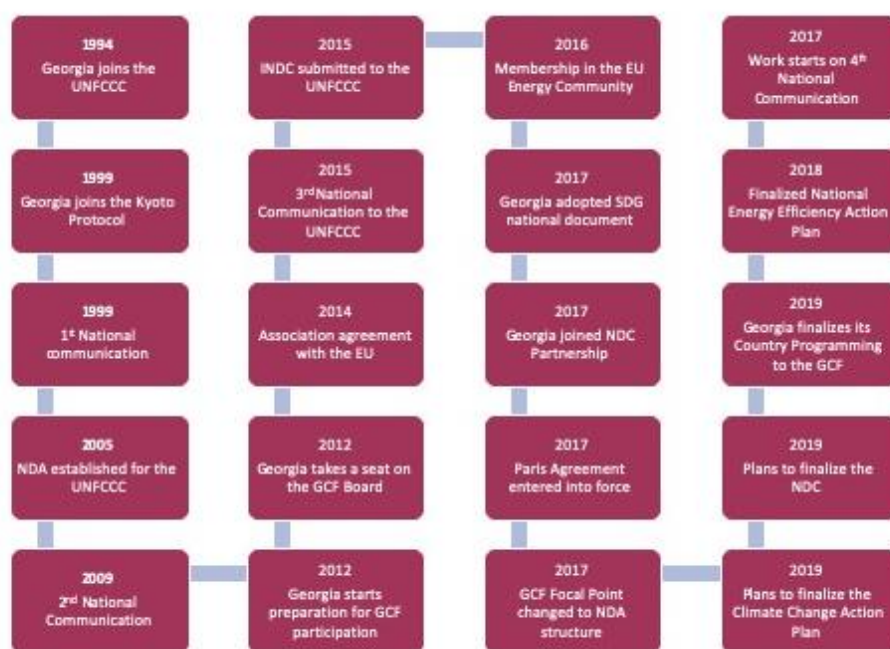 1994
Georgia joins the
UNFCCC
1999
Georgia joins the Kyoto
Protocol
1999
1st National
communication
2005
NDA established for the
UNFCCC
2009
2nd National
Communication
2012
Georgia starts
preparation for GCF
participation
2012
Georgia takes a seat on
the GCF Board
2014
Association agreement
with the EU
2015
3rd National
Communication to the
UNFCCC
2015
INDC submitted to the
UNFCCC
2016
Membership in the EU
Energy Community
2017
Georgia adopted SDG
national document
2017
Georgia joined NDC
Partnership
2017
Paris Agreement
entered into force
2017
GCF Focal Point
changed to NDA
structure
2019
Plans to finalize the
Climate Change Action
Plan
2019
Plans to finalize the
NDC
2019
Georgia finalizes its
Country Programming
to the GCF
2018
Finalized National
Energy Efficiency Action
Plan
2017
Work starts on 4th
National
Communication